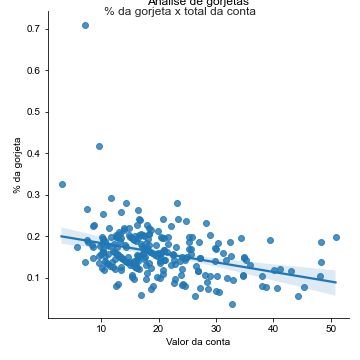 Análise de gorjetas
% da gorjeta x total da conta
0.7
0.6
0.5
0.4
0.3
0.2
0.1
% da gorjeta
10 20 30 40 50
Valor da conta